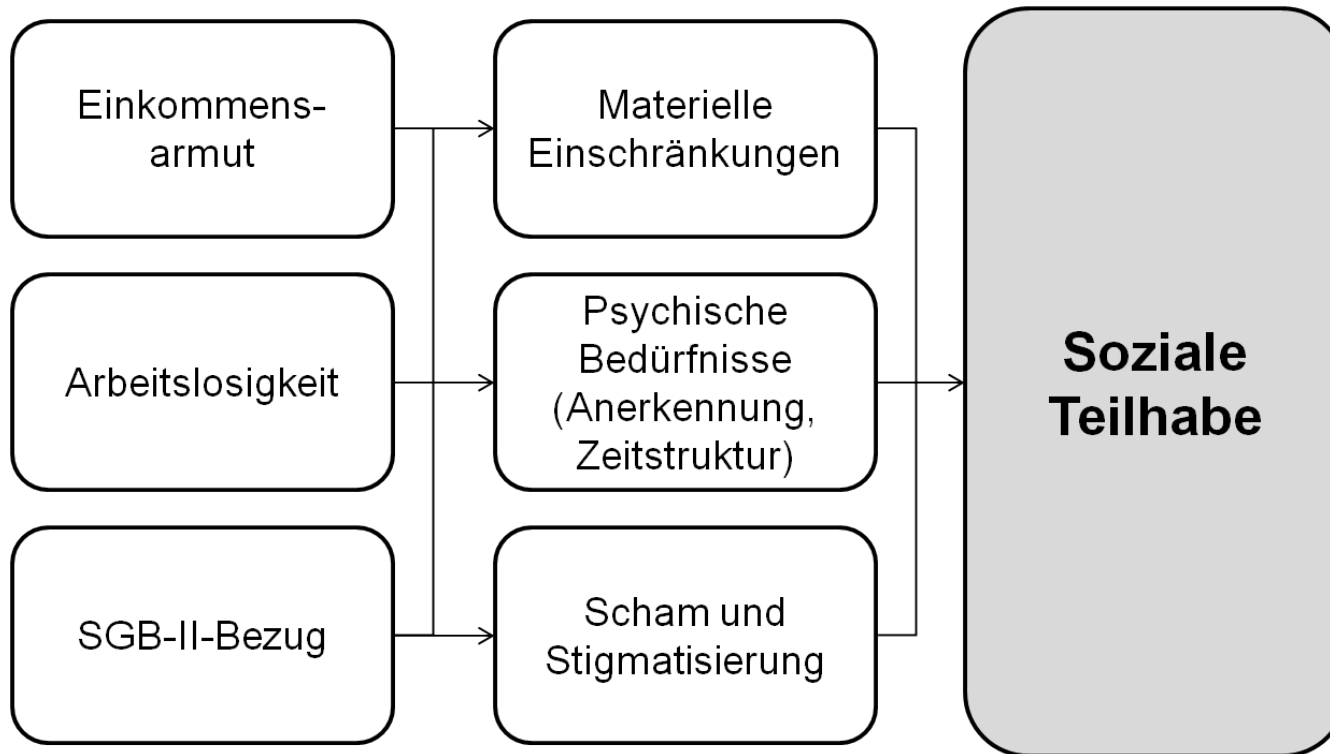 Einkommens-
armut
Materielle
Einschränkungen
Arbeitslosigkeit
Psychische
Bedürfnisse
(Anerkennung,
Zeitstruktur)
SGB-II-Bezug
Scham und
Stigmatisierung
Soziale
Teilhabe